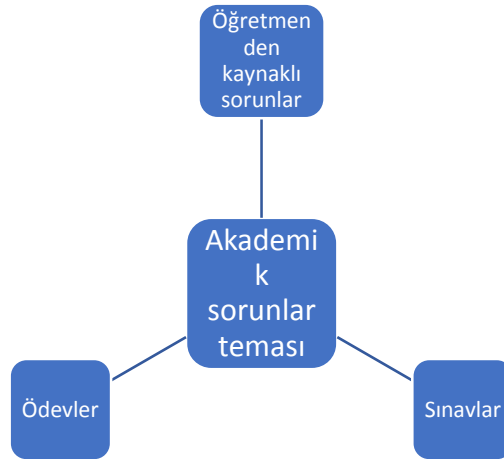 Öğretmen
den
kaynaklı
sorunlar
Akademi
k
sorunlar
teması
Ödevler
Sınavlar